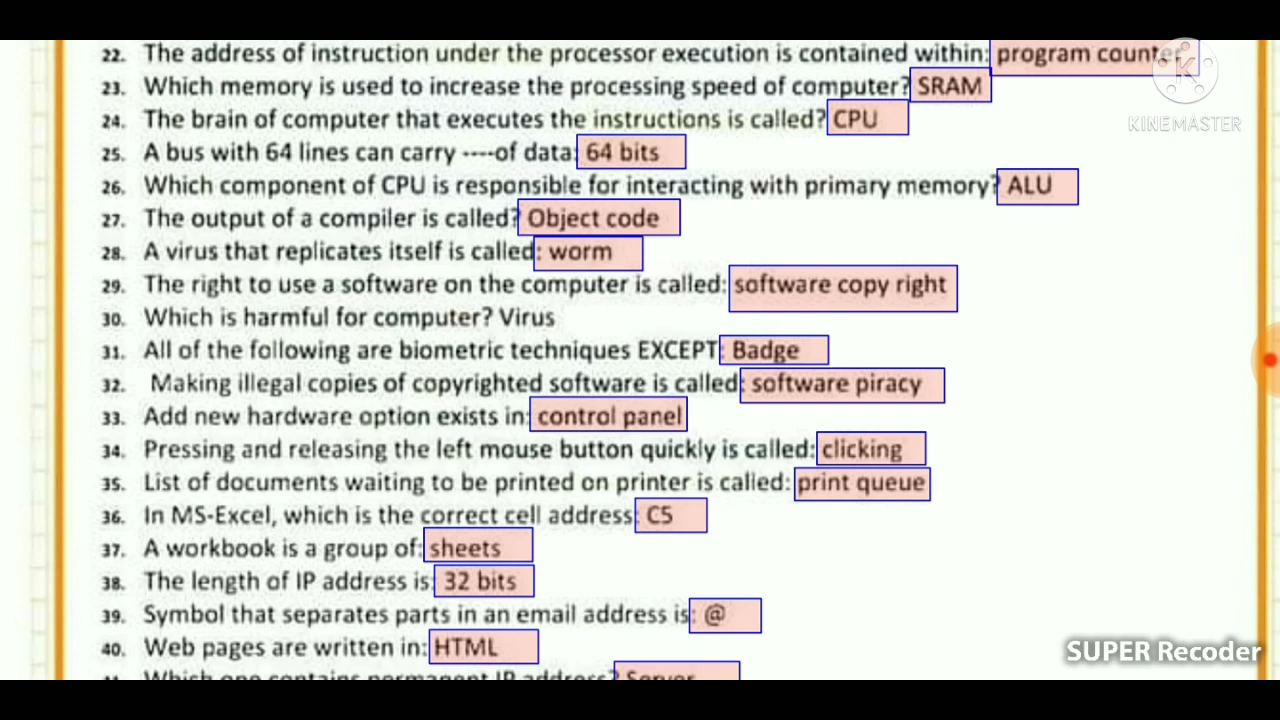 22. The address of instruction under the processor execution is contained within: program counter
23. Which memory is used to increase the processing speed of computer? SRAM
24. The brain of computer that executes the instructions is called? CPU
25. A bus with 64 lines can carry ----of data: 64 bits
26. Which component of CPU is responsible for interacting with primary memory? ALU
27. The output of a compiler is called? Object code
28. A virus that replicates itself is called: worm
29. The right to use a software on the computer is called: software copy right
30. Which is harmful for computer? Virus
31. All of the following are biometric techniques EXCEPT: Badge
32. Making illegal copies of copyrighted software is called: software piracy
33. Add new hardware option exists in: control panel
34. Pressing and releasing the left mouse button quickly is called: clicking
35. List of documents waiting to be printed on printer is called: print queue
36. In MS-Excel, which is the correct cell address: C5
37. A workbook is a group of: sheets
38. The length of IP address is: 32 bits
39. Symbol that separates parts in an email address is: @
40. Web pages are written in: HTML
41. Which one contains permanent IP address? Server
K
KINEMASTER
SUPER Recoder